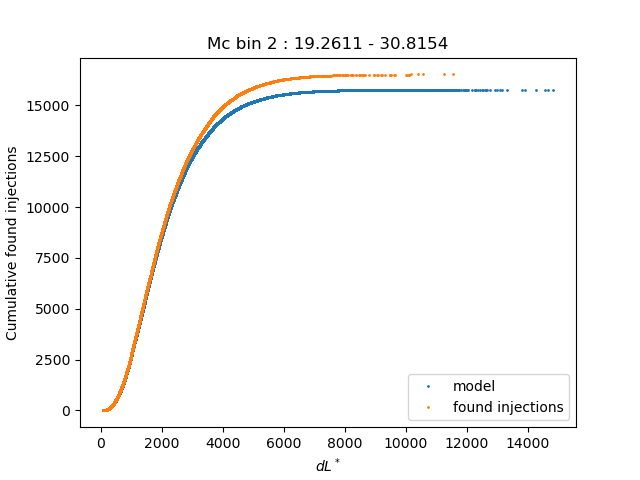 Mc bin 2 : 19.2611 - 30.8154
Cumulative found injections
15000
12500
10000
7500
5000
2500
0
0 2000 4000 6000 8000 10000 12000 14000
dL*
model
found injections